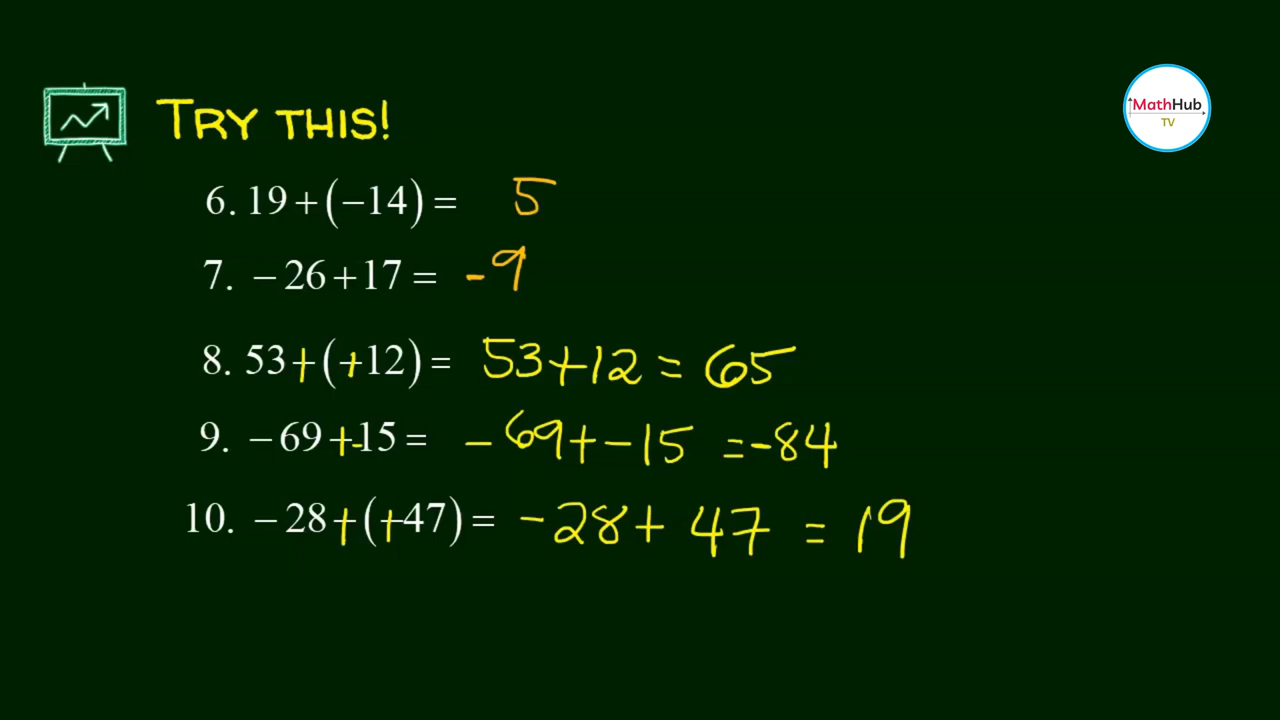 MathHub
TV
TRY THIS!
6. 19 + (−14) = 5
7. −26 + 17 = -9
8. 53 + (+12) = 53 + 12 = 65
9. −69 + -15 = -69 + -15 = -84
10. −28 + (+47) = -28 + 47 = 19